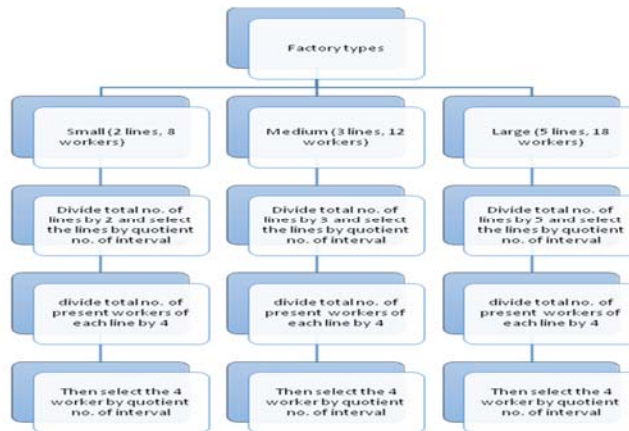 Factory types
Small (2 lines, 8
workers)
Medium (3 lines, 12
workers)
Large (5 lines, 18
workers)
Divide total no. of
lines by 2 and select
the lines by quotient
no. of interval
Divide total no. of
lines by 3 and select
the lines by quotient
no. of interval
Divide total no. of
lines by 5 and select
the lines by quotient
no. of interval
divide total no. of
present workers of
each line by 4
divide total no. of
present workers of
each line by 4
divide total no. of
present workers of
each line by 4
Then select the 4
worker by quotient
no. of interval
Then select the 4
worker by quotient
no. of interval
Then select the 4
worker by quotient
no. of interval